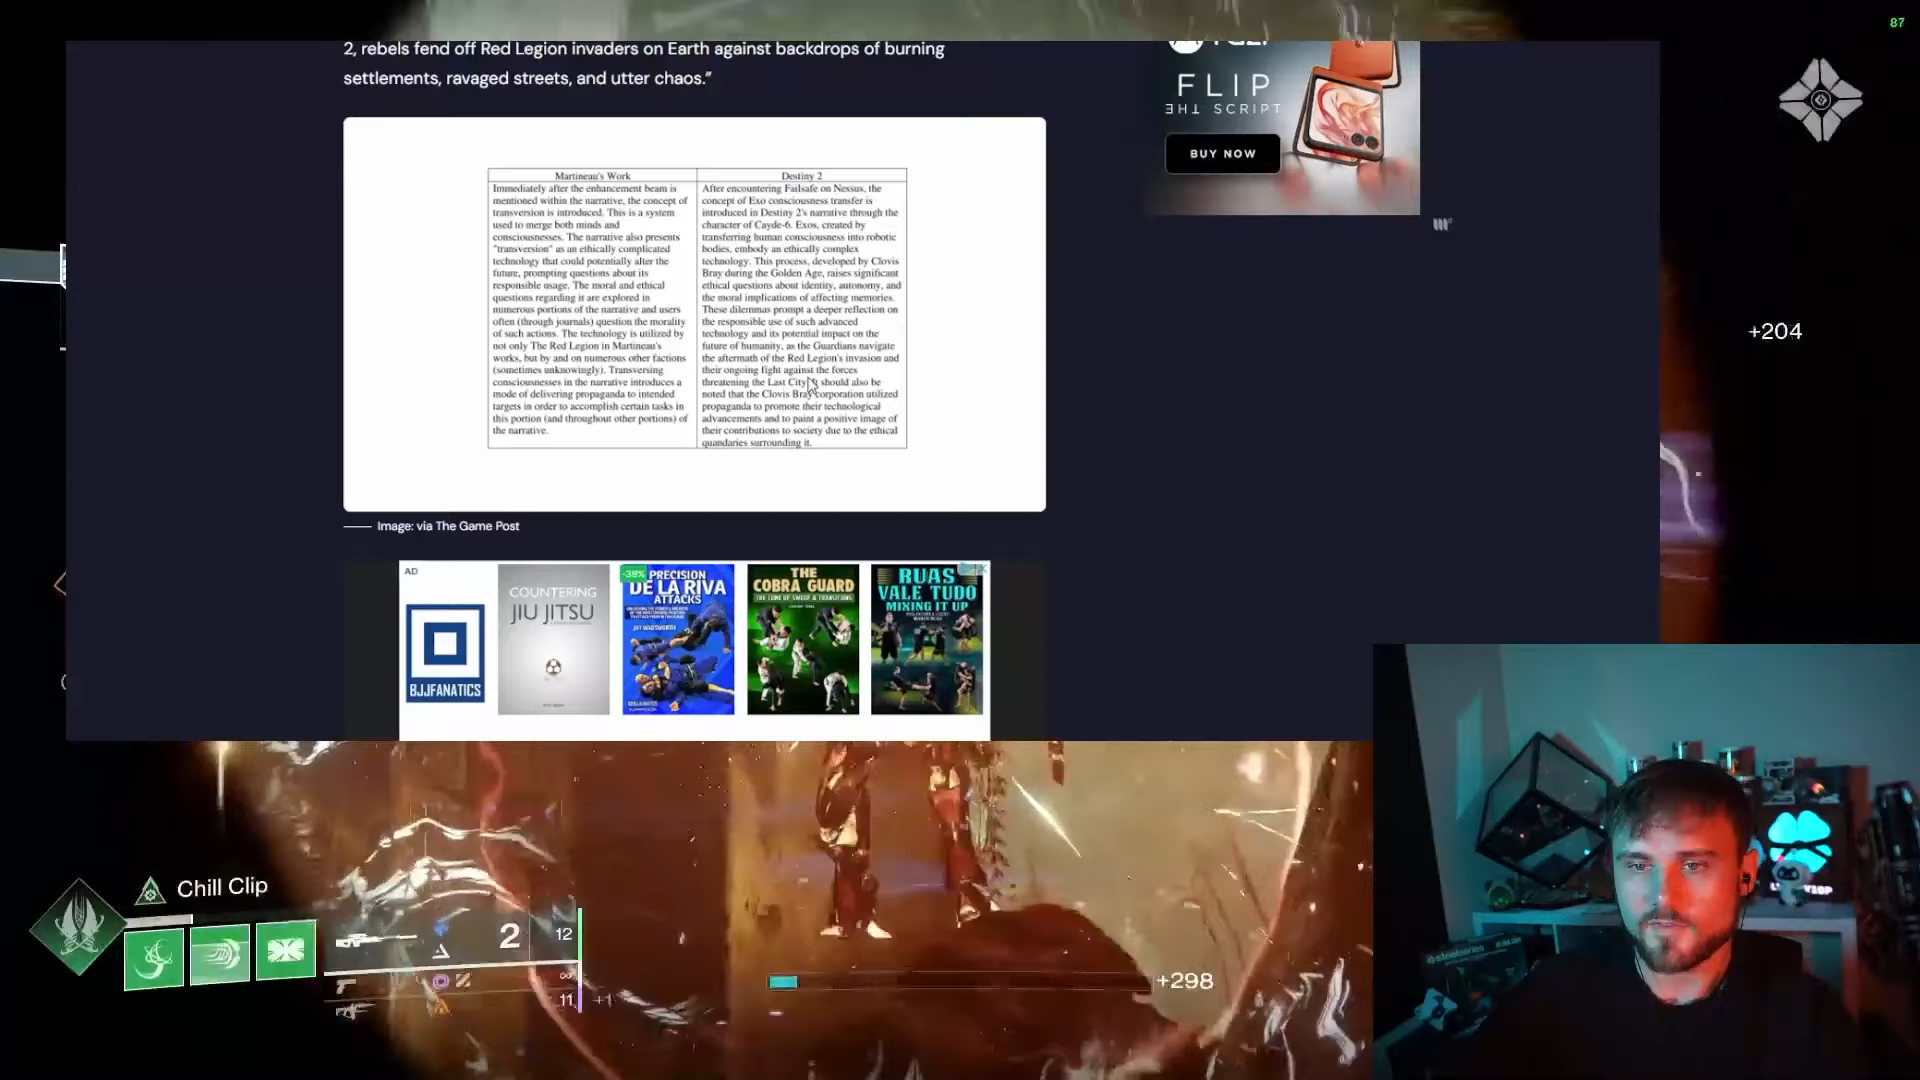 87
2, rebels fend off Red Legion invaders on Earth against backdrops of burning
settlements, ravaged streets, and utter chaos.”
FLIP
THE SCRIPT
BUY NOW
+204
Martineau's Work
Immediately after the enhancement beam is
mentioned within the narrative, the concept of
transversion is introduced. This is a system
used to merge both minds and
consciousnesses. The narrative also presents
"transversion" as an ethically complicated
technology that could potentially alter the
future, prompting questions about its
responsible usage. The moral and ethical
questions regarding it are explored in
numerous portions of the narrative and users
often (through journals) question the morality
of such actions. The technology is utilized by
not only The Red Legion in Martineau's
works, but by and on numerous other factions
(sometimes unknowingly). Transversing
consciousnesses in the narrative introduces a
mode of delivering propaganda to intended
targets in order to accomplish certain tasks in
this portion (and throughout other portions) of
the narrative.
Destiny 2
After encountering Failsafe on Nessus, the
concept of Exo consciousness transfer is
introduced in Destiny 2's narrative through the
character of Cayde-6. Exos, created by
transferring human consciousness into robotic
bodies, embody an ethically complex
technology. This process, developed by Clovis
Bray during the Golden Age, raises significant
ethical questions about identity, autonomy, and
the moral implications of affecting memories.
These dilemmas prompt a deeper reflection on
the responsible use of such advanced
technology and its potential impact on the
future of humanity, as the Guardians navigate
the aftermath of the Red Legion's invasion and
their ongoing fight against the forces
threatening the Last City. It should also be
noted that the Clovis Bray corporation utilized
propaganda to promote their technological
advancements and to paint a positive image of
their contributions to society due to the ethical
quandaries surrounding it.
Image: via The Game Post
AD
BJJFANATICS
COUNTERING
JIU JITSU
-38%
PRECISION
DE LA RIVA
ATTACKS
THE
COBRA GUARD
RUAS
VALE TUDO
MIXING IT UP
Chill Clip
2
12
11
+1
+298
steelseries